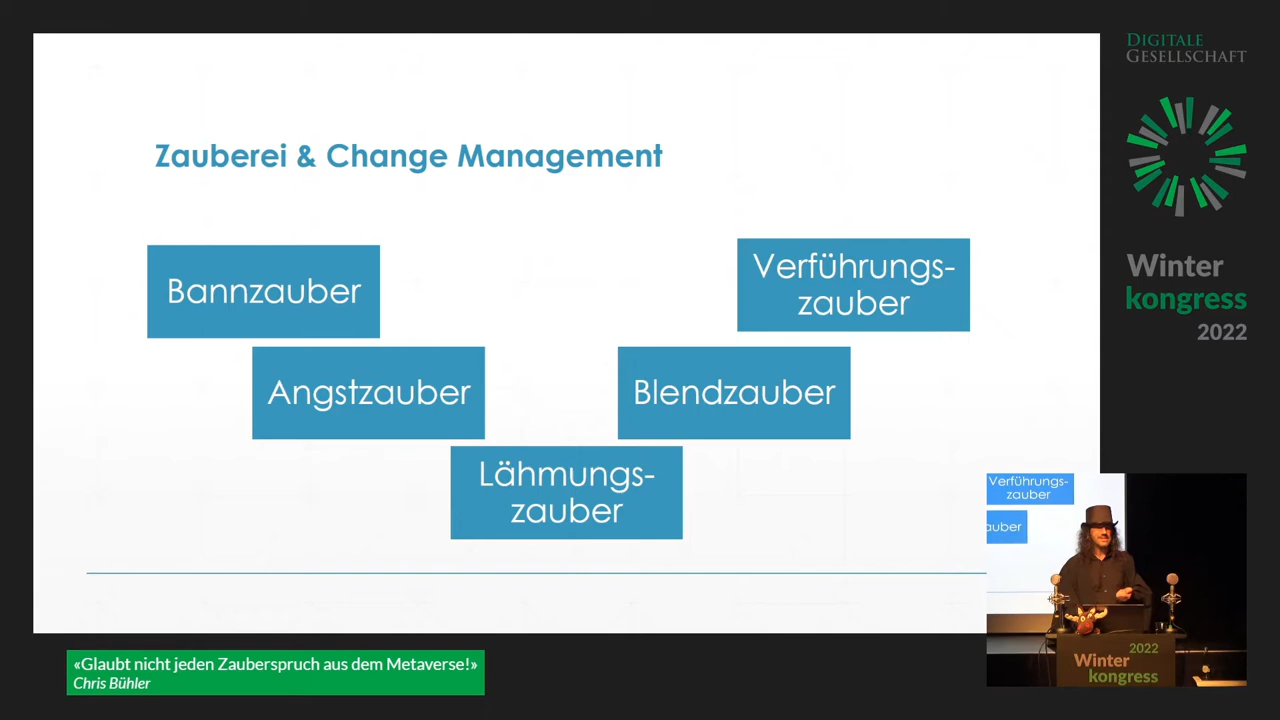 Zauberei & Change Management
Bannzauber
Verführungs-
zauber
Angstzauber
Blendzauber
Lähmungs-
zauber
DIGITALE
GESELLSCHAFT
Winter
kongress
2022
Verführungs-
zauber
auber
2022
Winter
kongress
«Glaubt nicht jeden Zauberspruch aus dem Metaverse!»
Chris Bühler